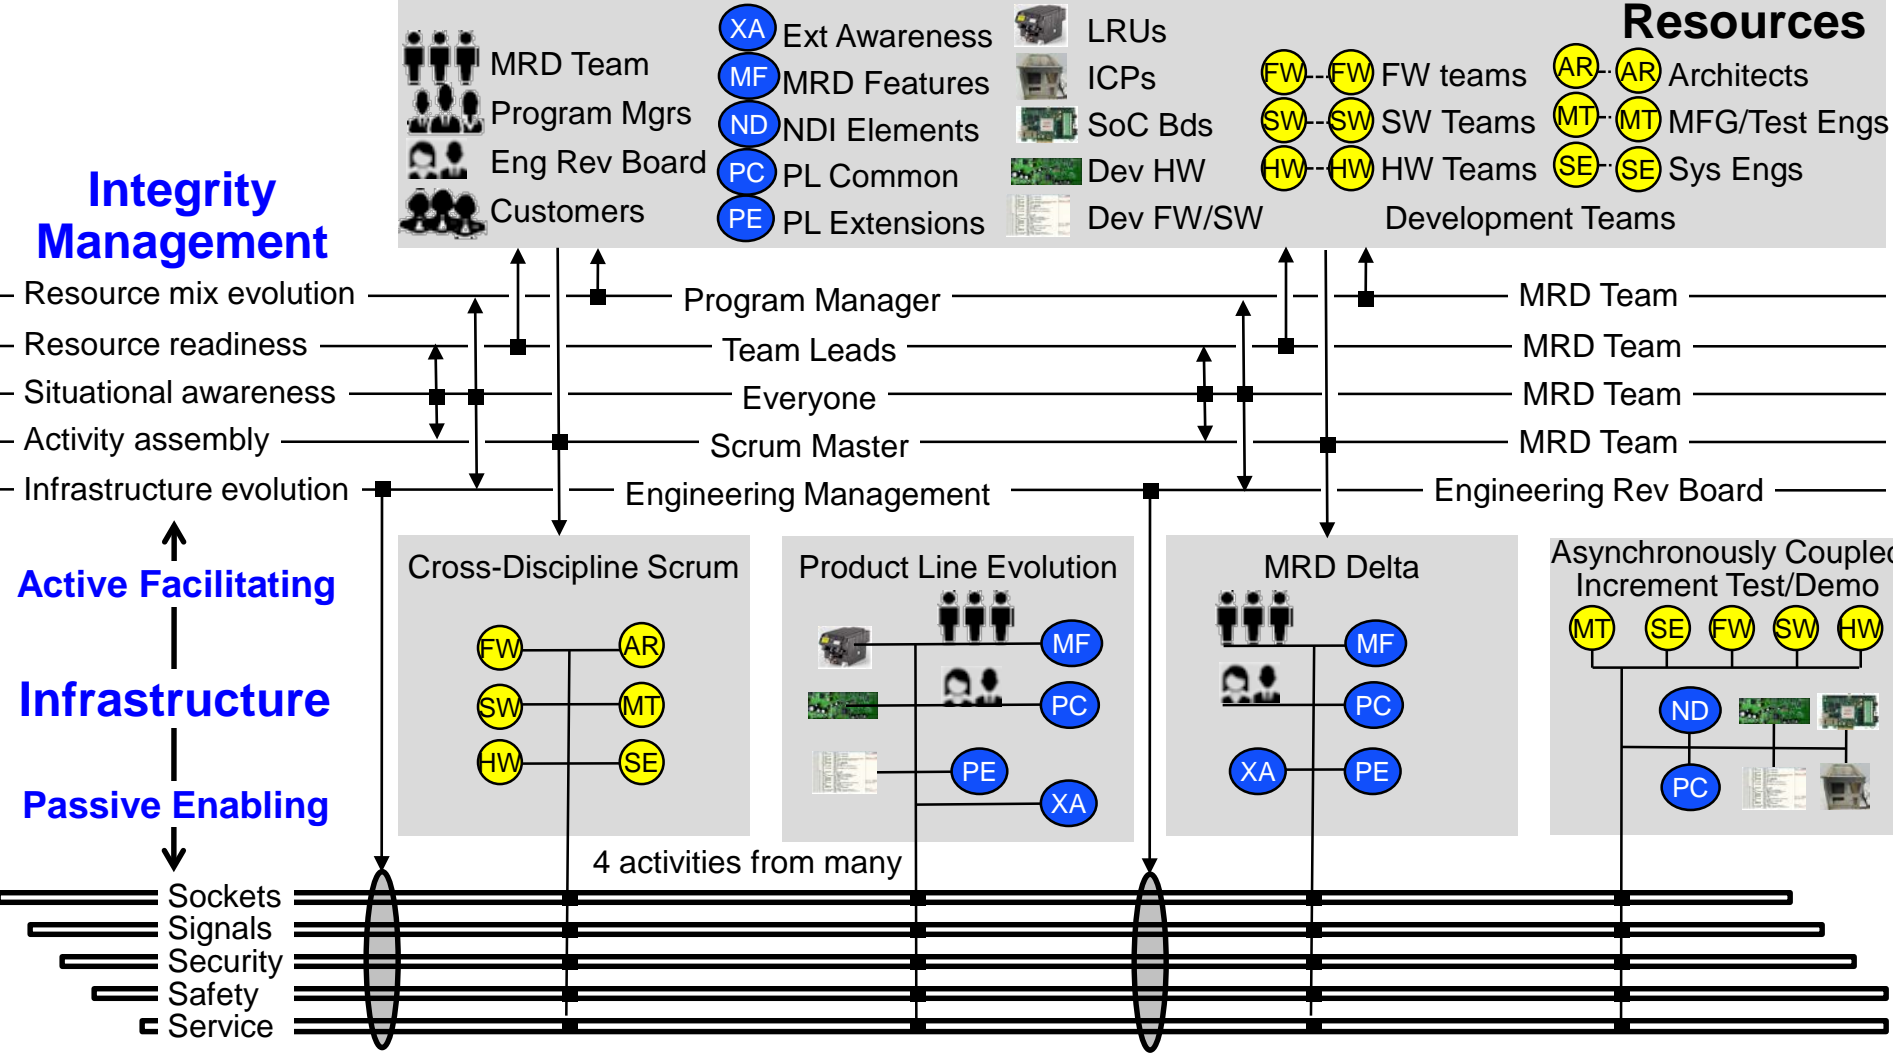 Resources
MRD Team
Program Mgrs
Eng Rev Board
Customers
XA Ext Awareness
MF MRD Features
ND NDI Elements
PC PL Common
PE PL Extensions
LRUs
ICPs
SoC Bds
Dev HW
Dev FW/SW
FW FW FW teams
SW SW SW Teams
HW HW HW Teams
AR AR Architects
MT MT MFG/Test Engs
SE SE Sys Engs
Development Teams
Integrity
Management
Resource mix evolution Program Manager MRD Team
Resource readiness Team Leads MRD Team
Situational awareness Everyone MRD Team
Activity assembly Scrum Master MRD Team
Infrastructure evolution Engineering Management Engineering Rev Board
Active Facilitating
Infrastructure
Passive Enabling
Cross-Discipline Scrum
FW AR
SW MT
HW SE
Product Line Evolution
MF
PC
PE
XA
MRD Delta
MF
PC
XA PE
Asynchronously Coupled
Increment Test/Demo
MT SE FW SW HW
ND
PC
4 activities from many
Sockets
Signals
Security
Safety
Service